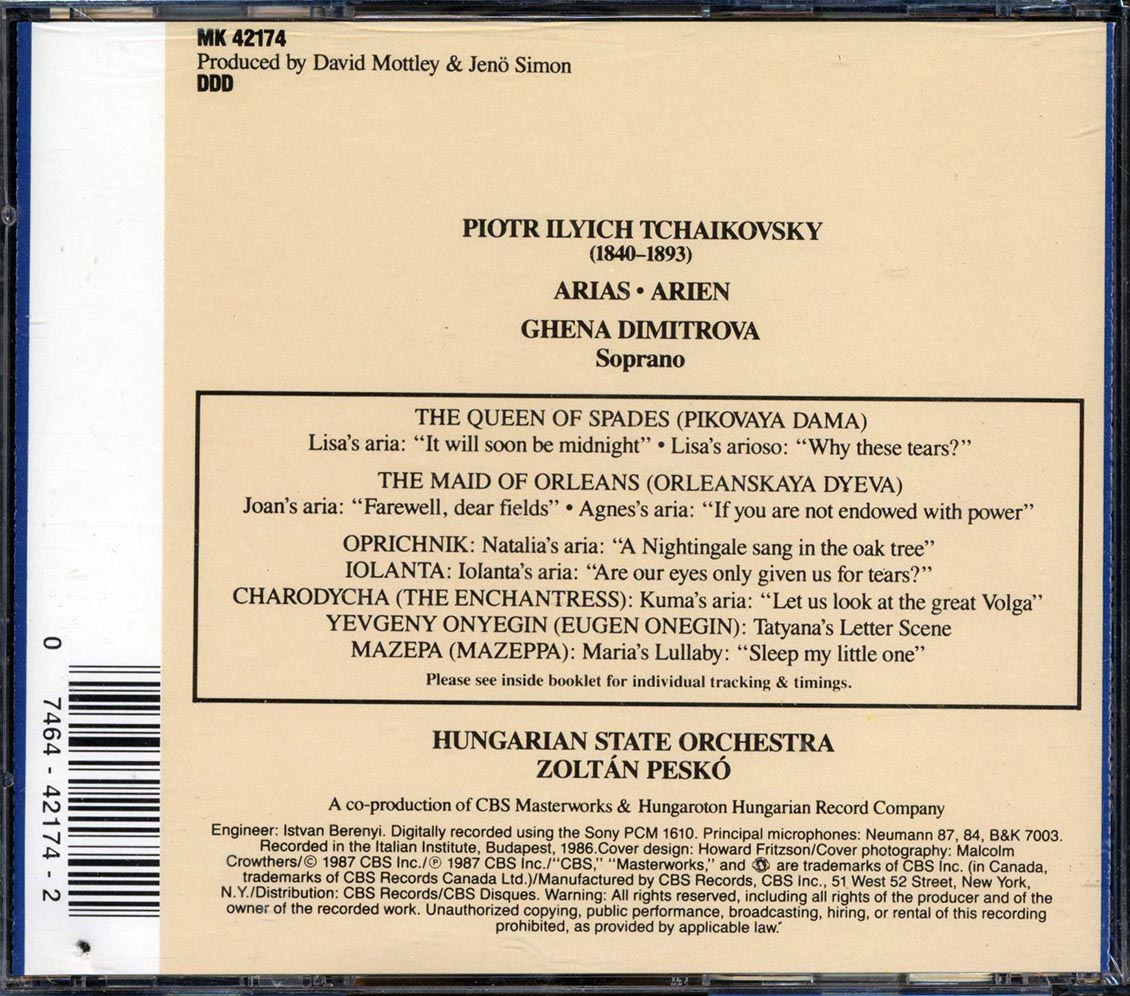 MK 42174
Produced by David Mottley & Jenö Simon
DDD
PIOTR ILYICH TCHAIKOVSKY
(1840–1893)
ARIAS • ARIEN
GHENA DIMITROVA
Soprano
THE QUEEN OF SPADES (PIKOVAYA DAMA)
Lisa's aria: “It will soon be midnight” • Lisa's arioso: “Why these tears?”
THE MAID OF ORLEANS (ORLEANSKAYA DYEVA)
Joan's aria: “Farewell, dear fields” • Agnes's aria: “If you are not endowed with power”
OPRICHNIK: Natalia's aria: “A Nightingale sang in the oak tree”
IOLANTA: Iolanta's aria: “Are our eyes only given us for tears?”
CHARODYCHA (THE ENCHANTRESS): Kuma's aria: “Let us look at the great Volga”
YEVGENY ONYEGIN (EUGEN ONEGIN): Tatyana's Letter Scene
MAZEPA (MAZEPPA): Maria's Lullaby: “Sleep my little one”
Please see inside booklet for individual tracking & timings.
HUNGARIAN STATE ORCHESTRA
ZOLTÁN PESKÓ
A co-production of CBS Masterworks & Hungaroton Hungarian Record Company
Engineer: Istvan Berenyi. Digitally recorded using the Sony PCM 1610. Principal microphones: Neumann 87, 84, B&K 7003.
Recorded in the Italian Institute, Budapest, 1986.Cover design: Howard Fritzson/Cover photography: Malcolm
Crowthers/© 1987 CBS Inc./℗ 1987 CBS Inc./“CBS,” “Masterworks,” and are trademarks of CBS Inc. (in Canada,
trademarks of CBS Records Canada Ltd.)/Manufactured by CBS Records, CBS Inc., 51 West 52 Street, New York,
N.Y./Distribution: CBS Records/CBS Disques. Warning: All rights reserved, including all rights of the producer and of the
owner of the recorded work. Unauthorized copying, public performance, broadcasting, hiring, or rental of this recording
prohibited, as provided by applicable law.
0 7464 - 42174 - 2